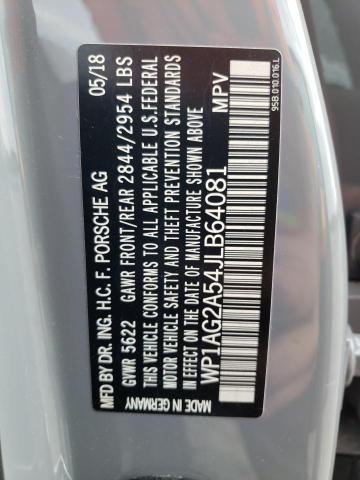 MFD BY DR. ING. H.C. F. PORSCHE AG 05/18
GVWR 5622 GAWR FRONT/REAR 2844/2954 LBS
THIS VEHICLE CONFORMS TO ALL APPLICABLE U.S. FEDERAL
MOTOR VEHICLE SAFETY AND THEFT PREVENTION STANDARDS
IN EFFECT ON THE DATE OF MANUFACTURE SHOWN ABOVE
WP1AG2A54JLB64081 MPV
MADE IN GERMANY
95B.010.016.L